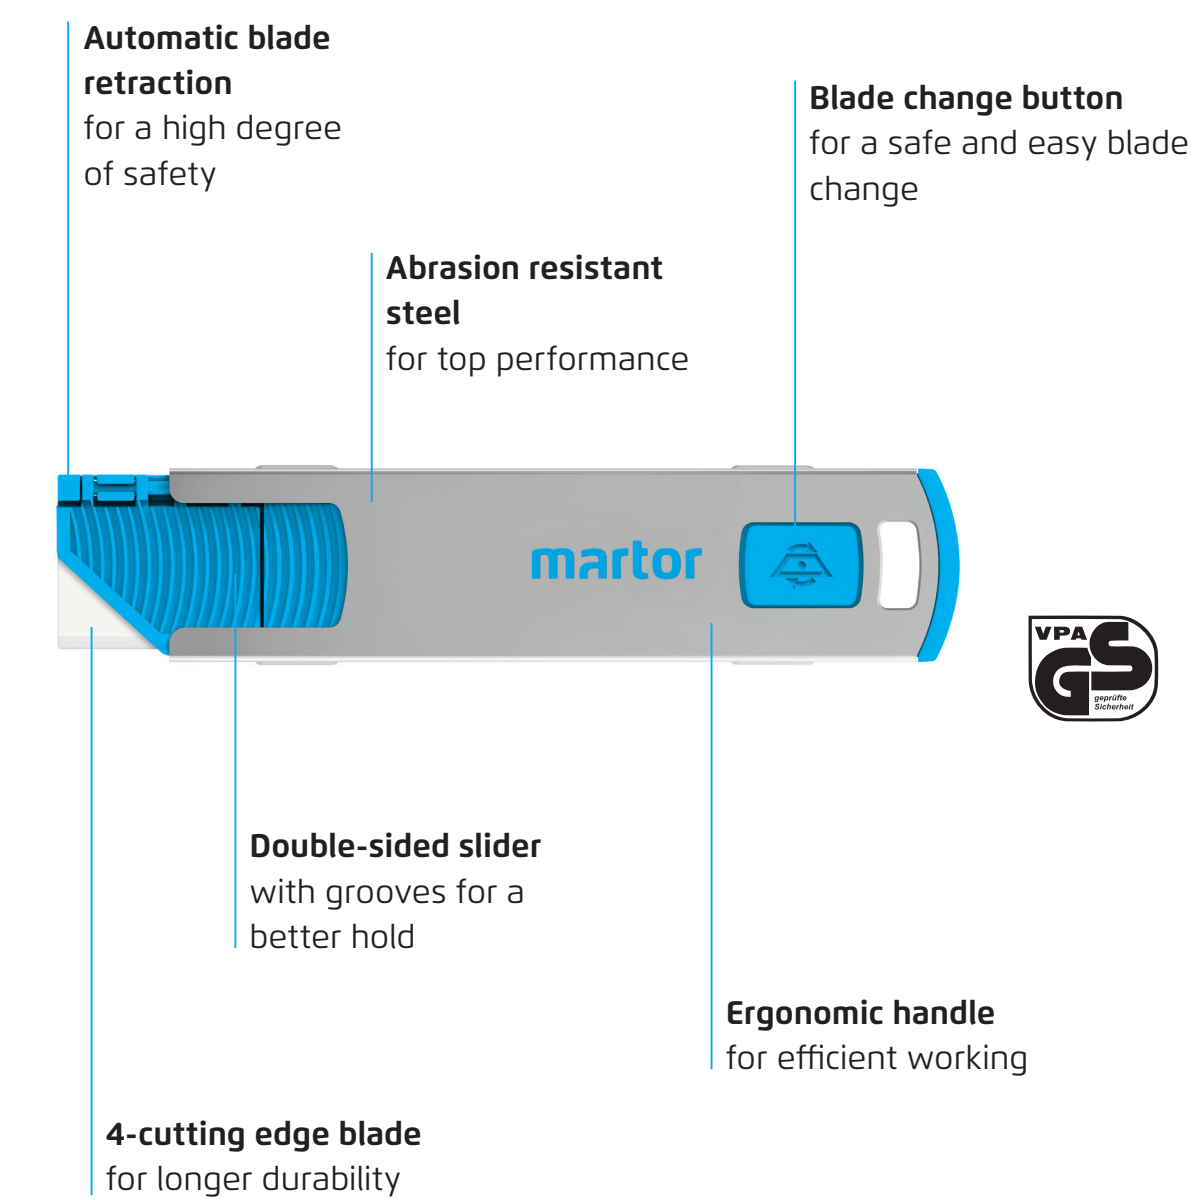 Automatic blade
retraction
for a high degree
of safety
Blade change button
for a safe and easy blade
change
Abrasion resistant
steel
for top performance
martor
VPA
GS
geprüfte
Sicherheit
Double-sided slider
with grooves for a
better hold
Ergonomic handle
for efficient working
4-cutting edge blade
for longer durability